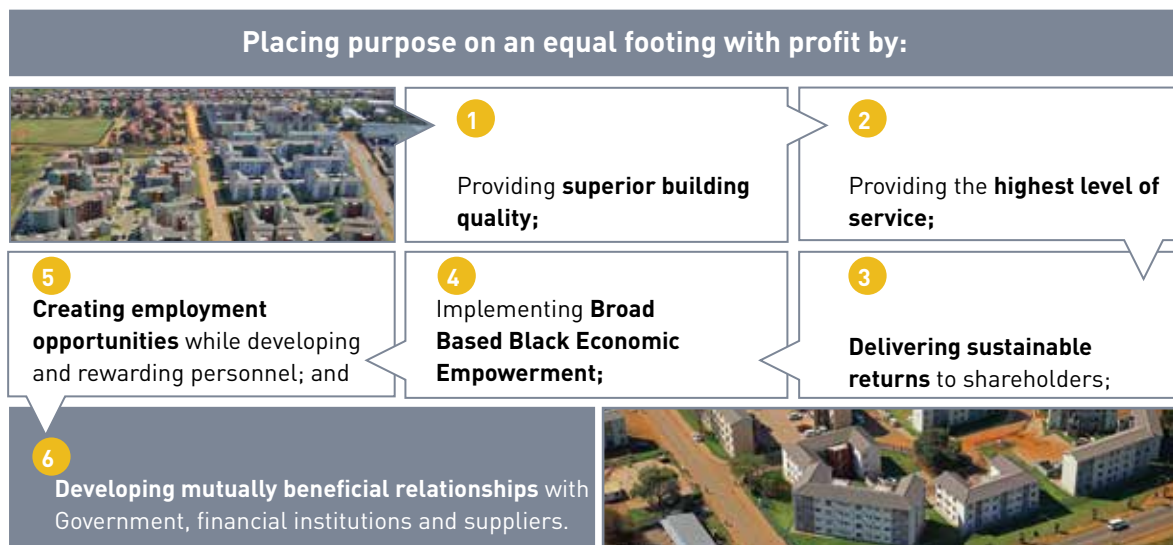 Placing purpose on an equal footing with profit by:
1
Providing superior building
quality;
2
Providing the highest level of
service;
3
Delivering sustainable
returns to shareholders;
4
Implementing Broad
Based Black Economic
Empowerment;
5
Creating employment
opportunities while developing
and rewarding personnel; and
6
Developing mutually beneficial relationships with
Government, financial institutions and suppliers.